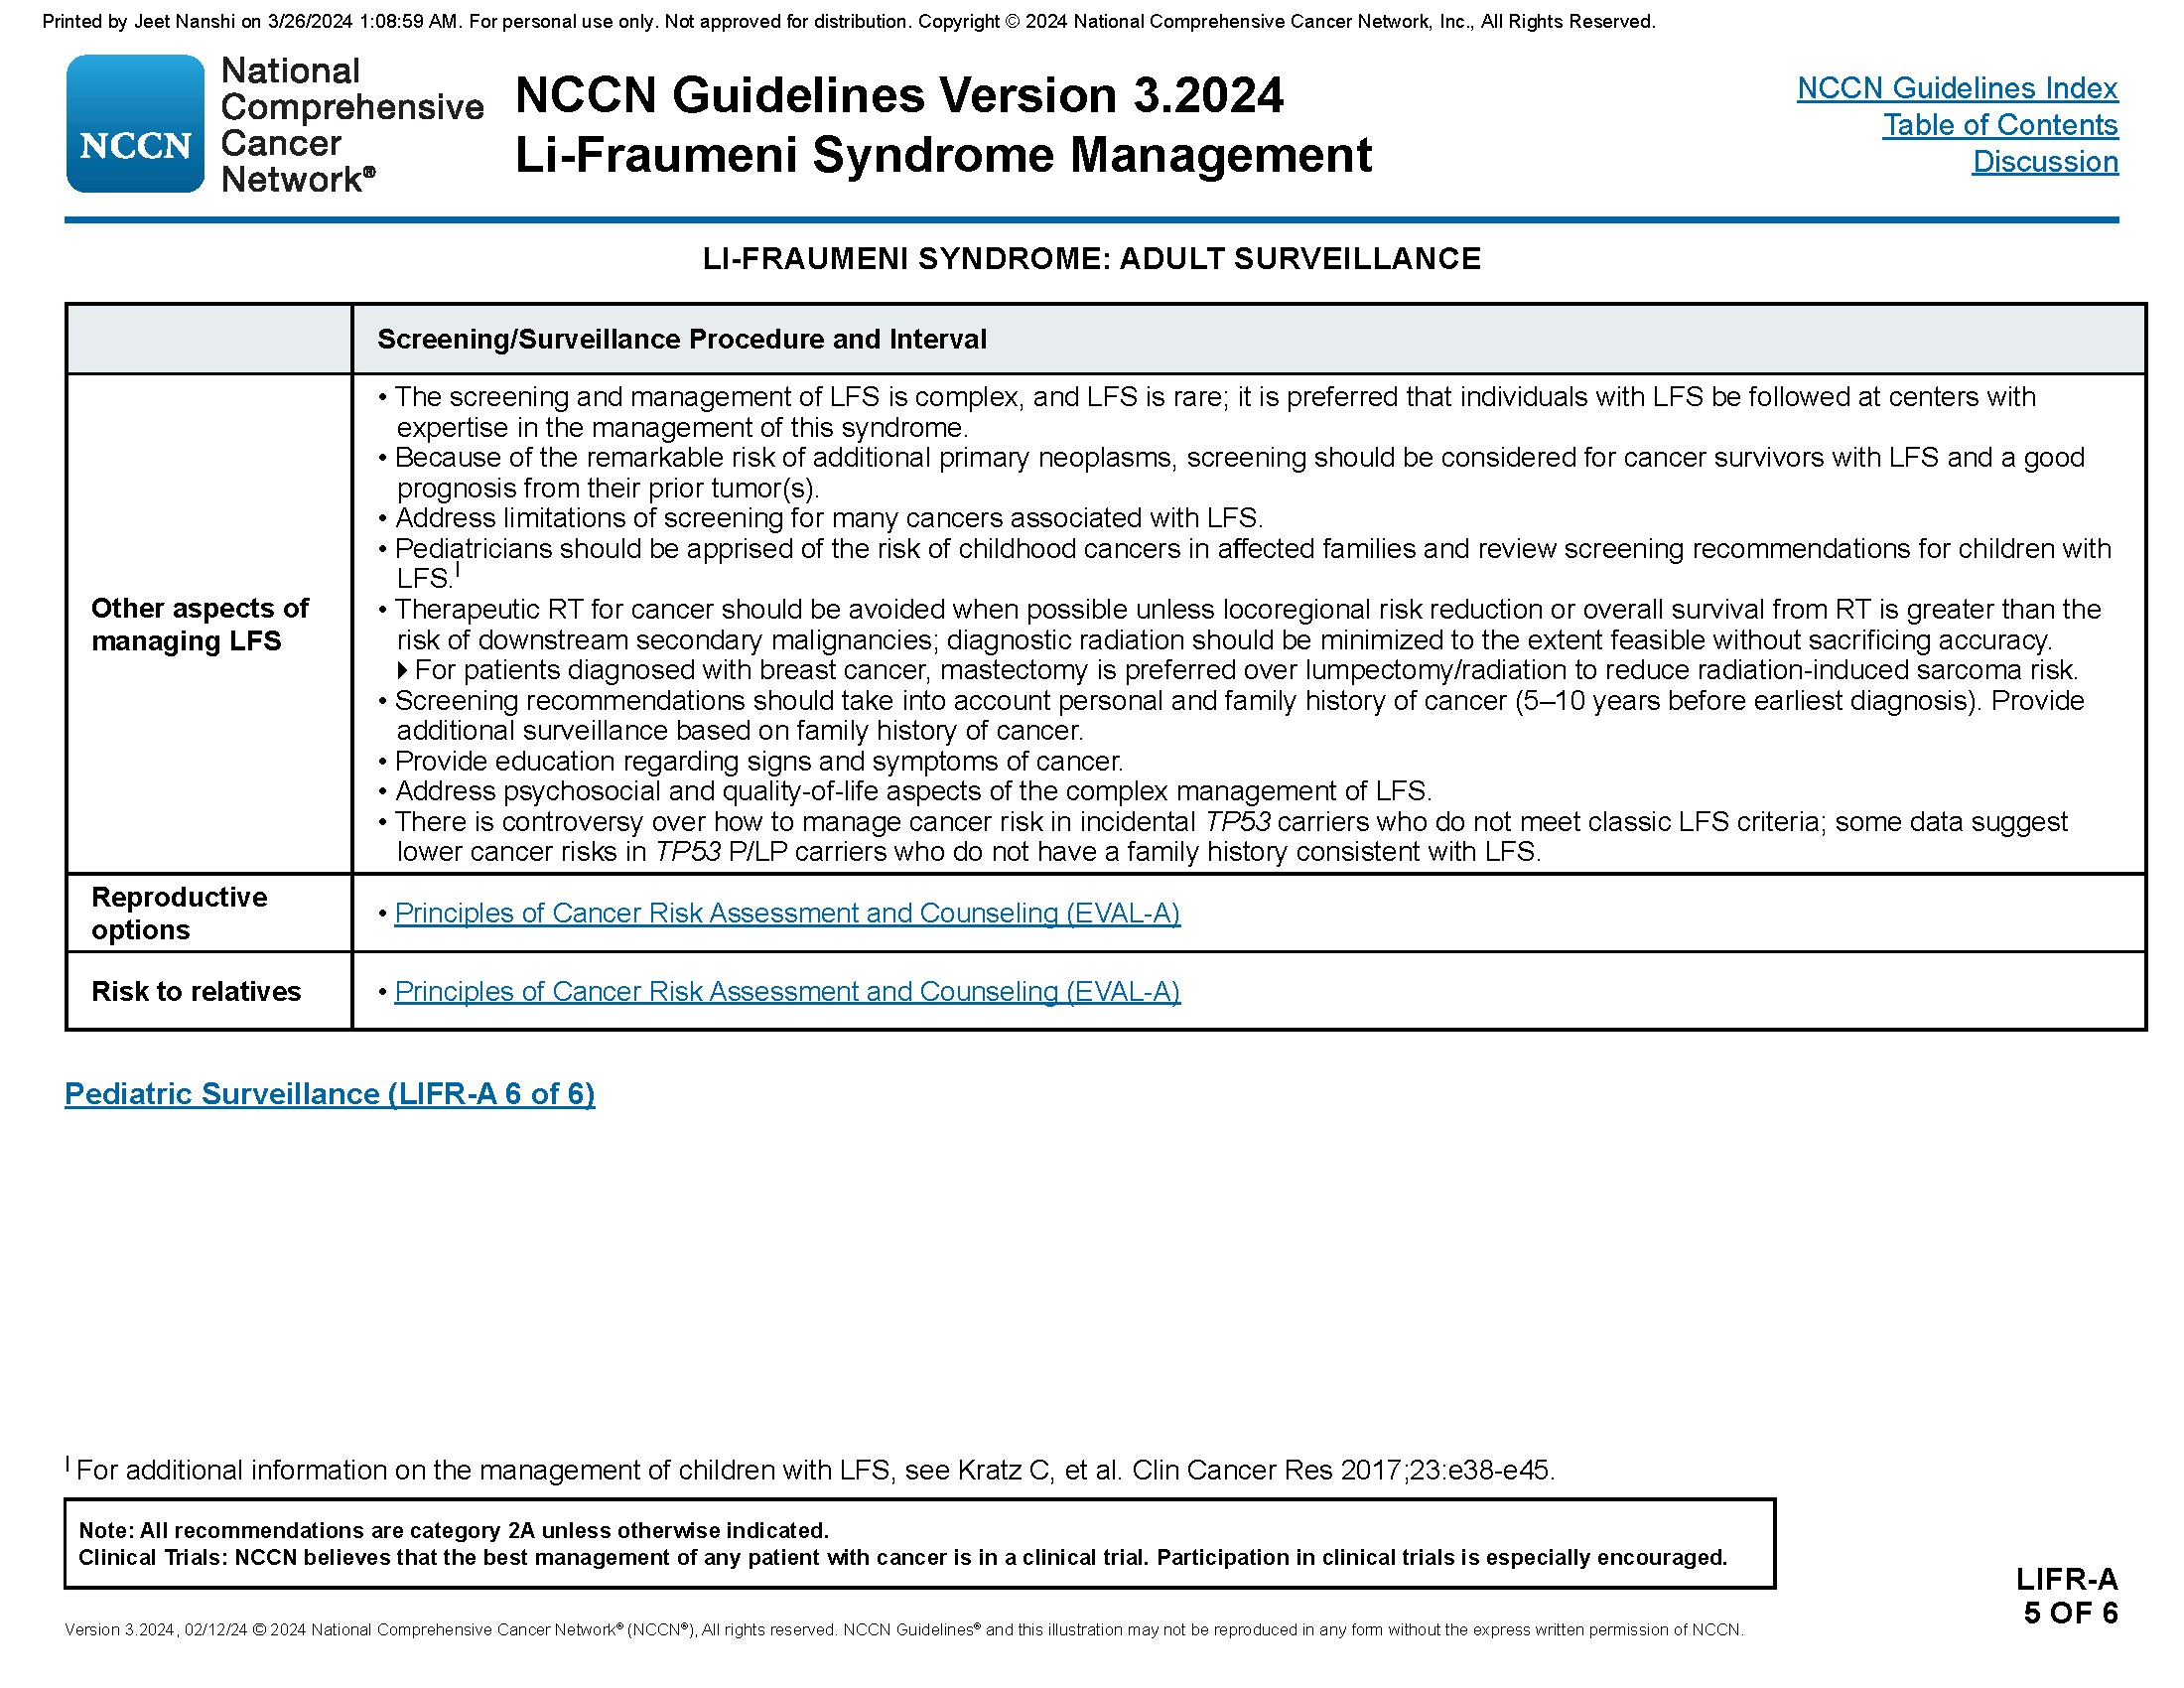 Printed by Jeet Nanshi on 3/26/2024 1:08:59 AM. For personal use only. Not approved for distribution. Copyright © 2024 National Comprehensive Cancer Network, Inc., All Rights Reserved.
NCCN
National
Comprehensive
Cancer
Network®
NCCN Guidelines Version 3.2024
Li-Fraumeni Syndrome Management
NCCN Guidelines Index
Table of Contents
Discussion
LI-FRAUMENI SYNDROME: ADULT SURVEILLANCE
Screening/Surveillance Procedure and Interval
Other aspects of
managing LFS
• The screening and management of LFS is complex, and LFS is rare; it is preferred that individuals with LFS be followed at centers with
expertise in the management of this syndrome.
• Because of the remarkable risk of additional primary neoplasms, screening should be considered for cancer survivors with LFS and a good
prognosis from their prior tumor(s).
• Address limitations of screening for many cancers associated with LFS.
• Pediatricians should be apprised of the risk of childhood cancers in affected families and review screening recommendations for children with
LFS.l
• Therapeutic RT for cancer should be avoided when possible unless locoregional risk reduction or overall survival from RT is greater than the
risk of downstream secondary malignancies; diagnostic radiation should be minimized to the extent feasible without sacrificing accuracy.
▸ For patients diagnosed with breast cancer, mastectomy is preferred over lumpectomy/radiation to reduce radiation-induced sarcoma risk.
• Screening recommendations should take into account personal and family history of cancer (5–10 years before earliest diagnosis). Provide
additional surveillance based on family history of cancer.
• Provide education regarding signs and symptoms of cancer.
• Address psychosocial and quality-of-life aspects of the complex management of LFS.
• There is controversy over how to manage cancer risk in incidental TP53 carriers who do not meet classic LFS criteria; some data suggest
lower cancer risks in TP53 P/LP carriers who do not have a family history consistent with LFS.
Reproductive
options
• Principles of Cancer Risk Assessment and Counseling (EVAL-A)
Risk to relatives
• Principles of Cancer Risk Assessment and Counseling (EVAL-A)
Pediatric Surveillance (LIFR-A 6 of 6)
l For additional information on the management of children with LFS, see Kratz C, et al. Clin Cancer Res 2017;23:e38-e45.
Note: All recommendations are category 2A unless otherwise indicated.
Clinical Trials: NCCN believes that the best management of any patient with cancer is in a clinical trial. Participation in clinical trials is especially encouraged.
LIFR-A
5 OF 6
Version 3.2024, 02/12/24 © 2024 National Comprehensive Cancer Network® (NCCN®), All rights reserved. NCCN Guidelines® and this illustration may not be reproduced in any form without the express written permission of NCCN.